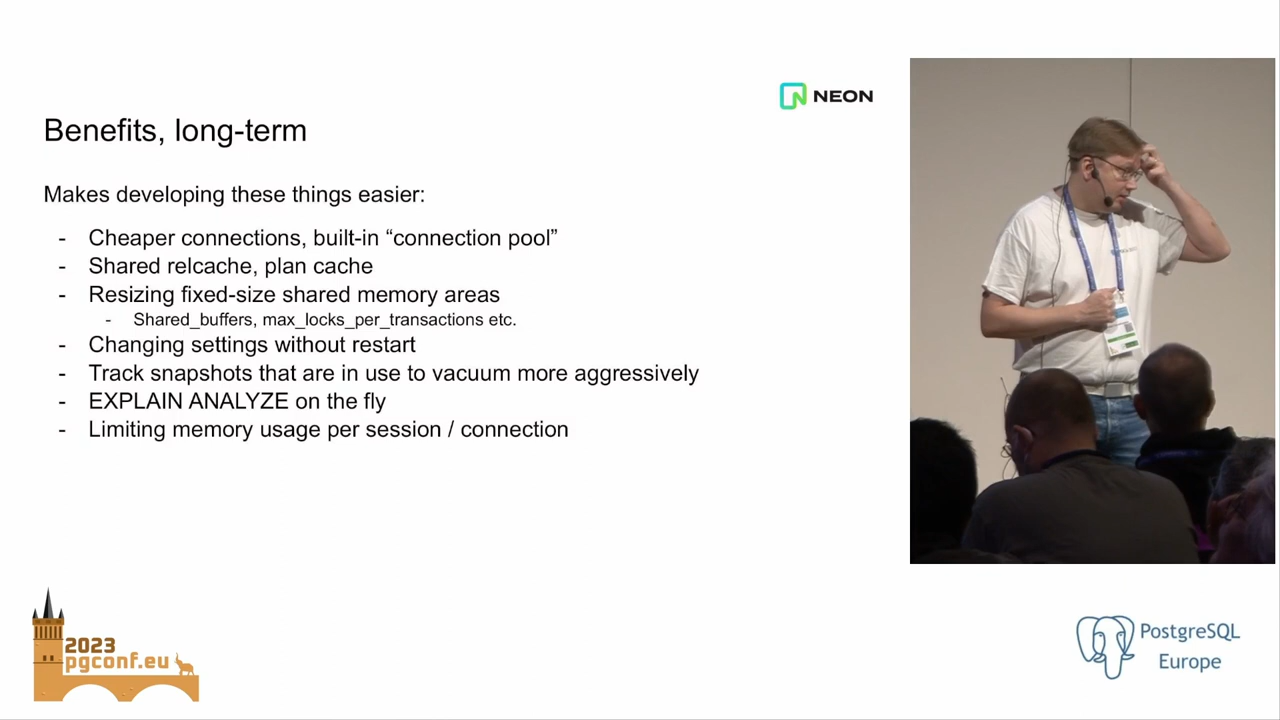 NEON
Benefits, long-term
Makes developing these things easier:
- Cheaper connections, built-in “connection pool”
- Shared relcache, plan cache
- Resizing fixed-size shared memory areas
- Shared_buffers, max_locks_per_transactions etc.
- Changing settings without restart
- Track snapshots that are in use to vacuum more aggressively
- EXPLAIN ANALYZE on the fly
- Limiting memory usage per session / connection
2023
pgconf.eu
PostgreSQL
Europe